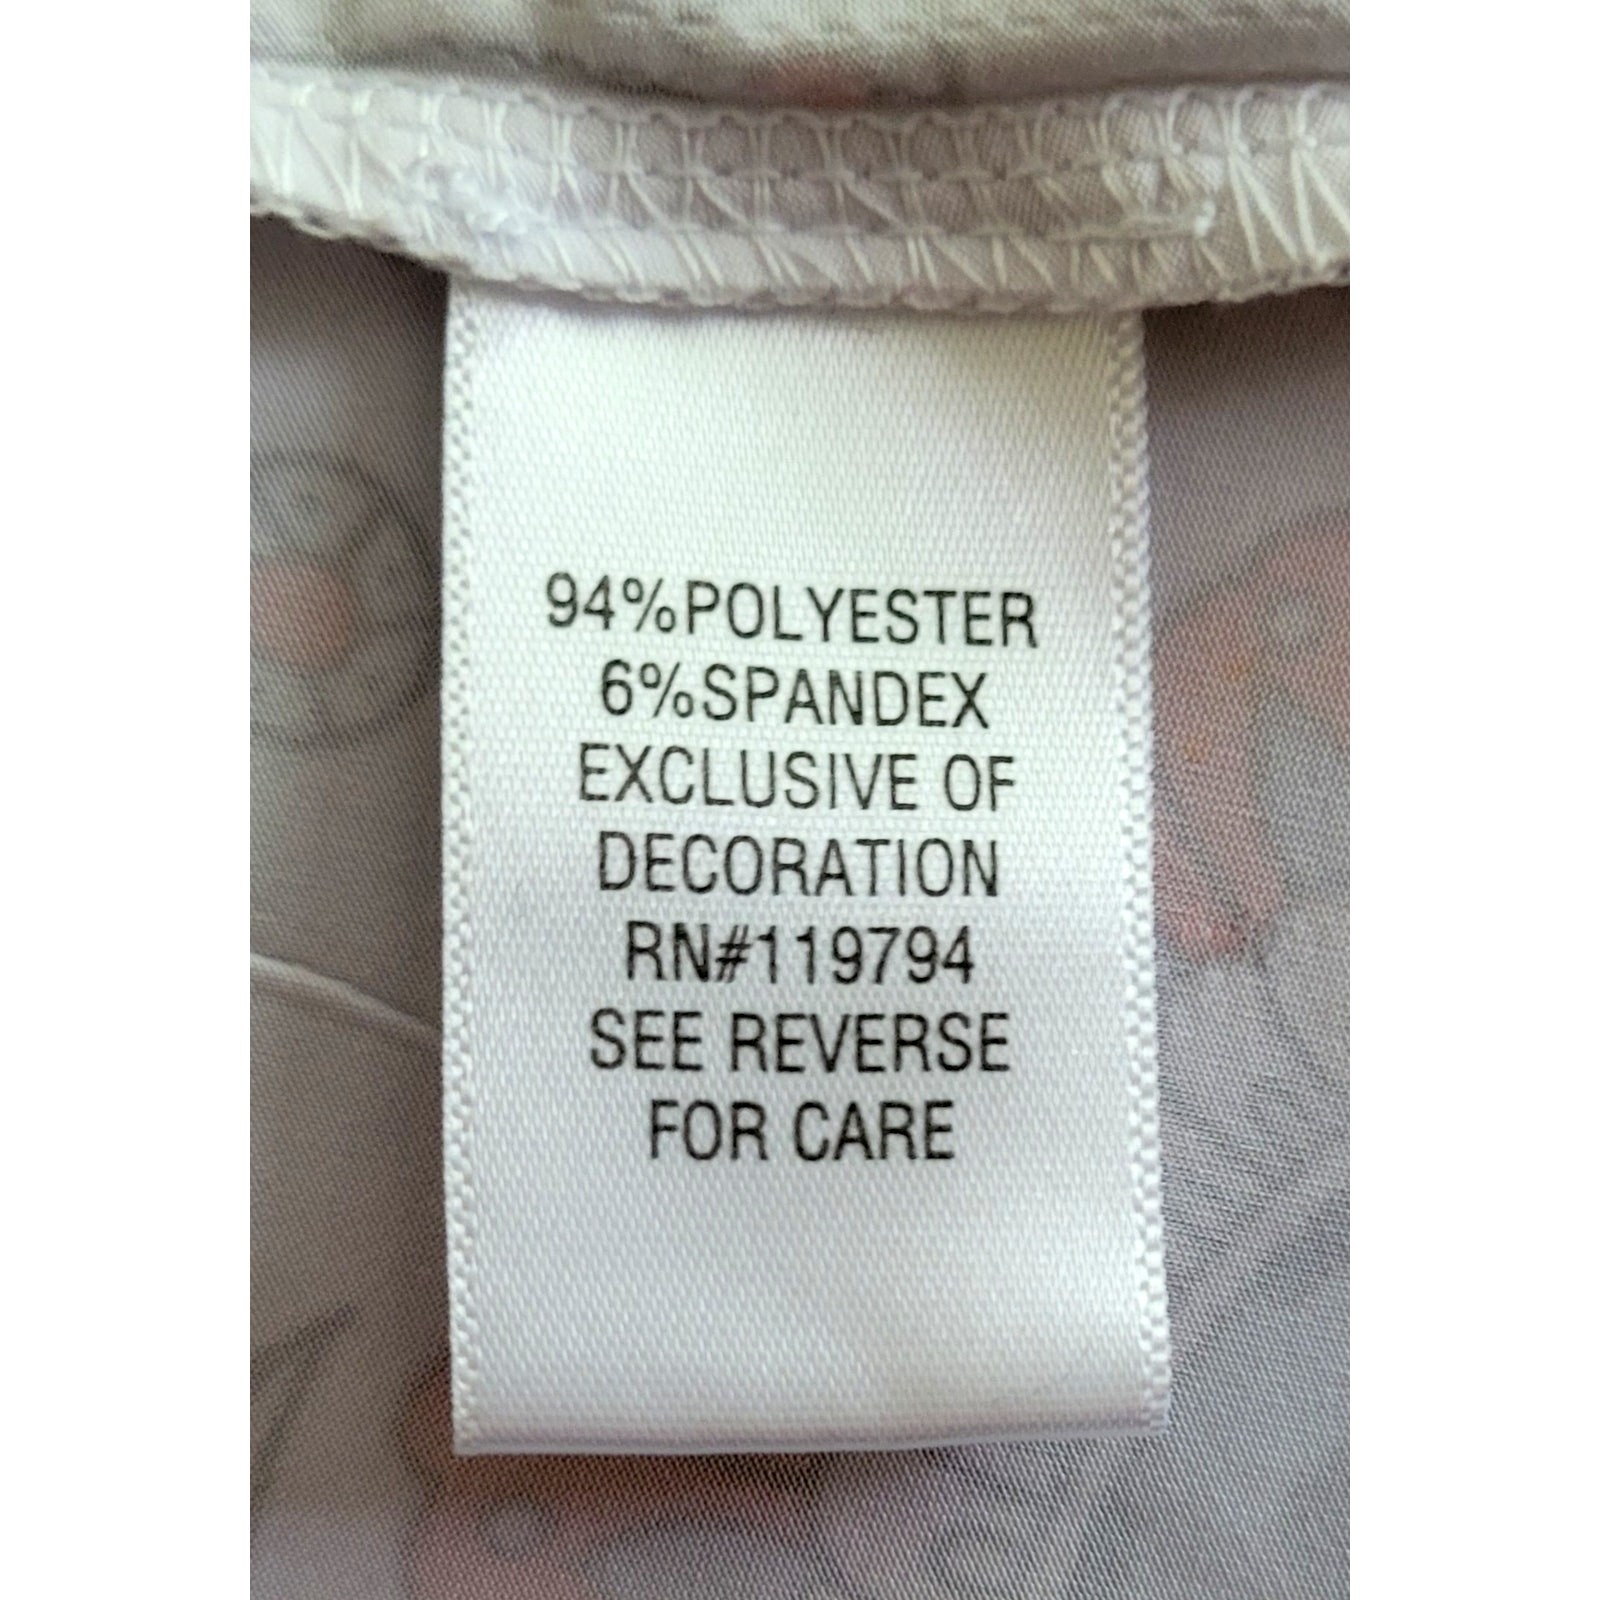 94%POLYESTER
6%SPANDEX
EXCLUSIVE OF
DECORATION
RN#119794
SEE REVERSE
FOR CARE